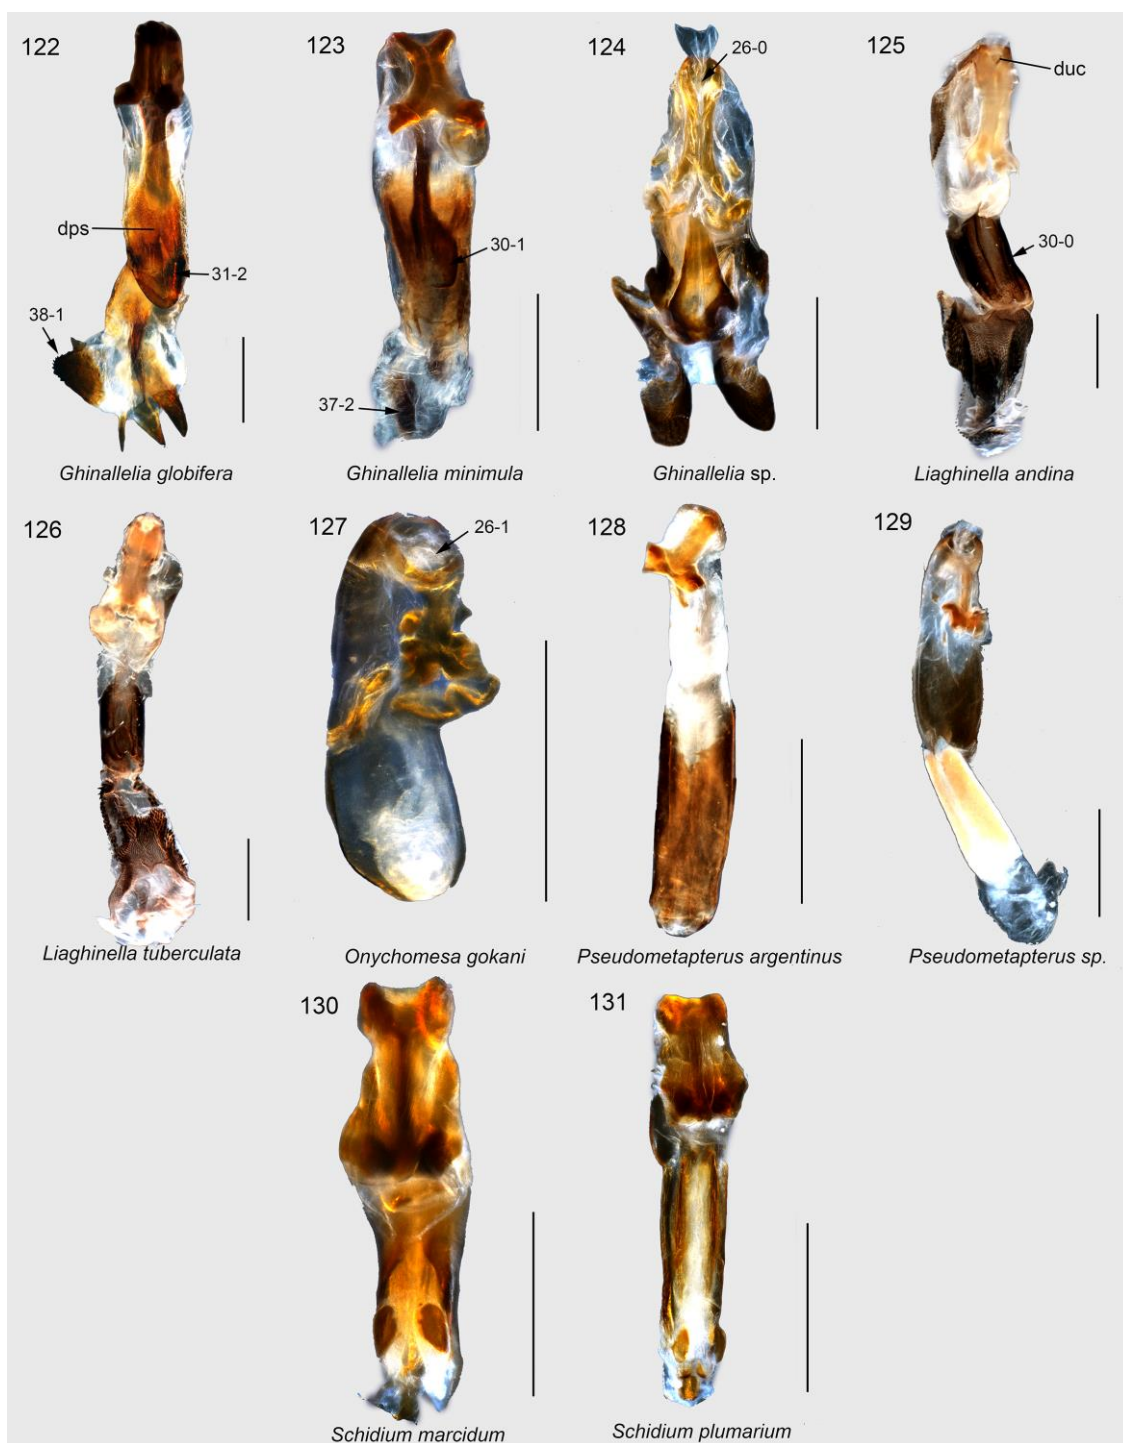 122
123
124
125
26-0
duc
dps
31-2
30-1
30-0
38-1
37-2
Ghinallelia globifera
Ghinallelia minimula
Ghinallelia sp.
Liaghinella andina
126
127
128
129
26-1
Liaghinella tuberculata
Onychomesa gokani
Pseudometapterus argentinus
Pseudometapterus sp.
130
131
Schidium marcidum
Schidium plumarium